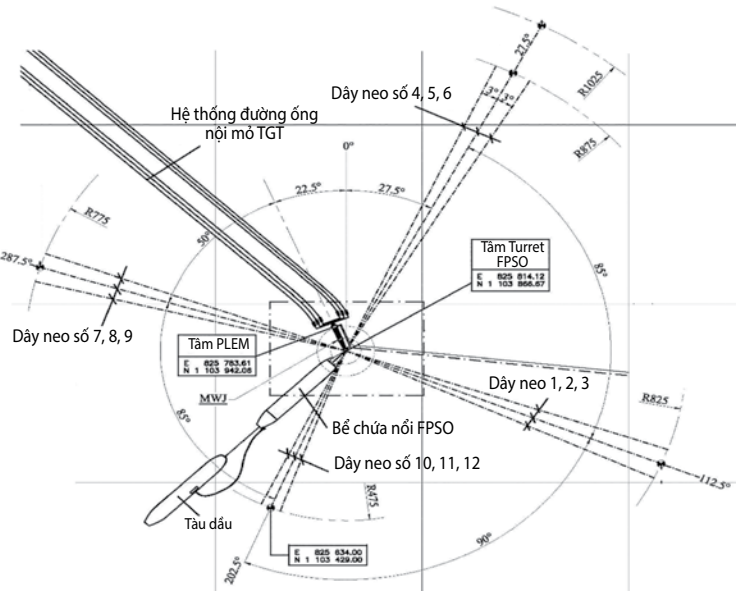 27.5°
R1025
Dây neo số 4, 5, 6
3°
3°
Hệ thống đường ống
nội mỏ TGT
R875
0°
22.5°
27.5°
R775
50°
Tâm Turret
FPSO
E 825 814.12
N 1 103 868.67
85°
287.5°
Dây neo số 7, 8, 9
Tâm PLEM
E 825 783.61
N 1 103 942.08
Dây neo 1, 2, 3
MWJ
R825
85°
Bể chứa nổi FPSO
Dây neo số 10, 11, 12
112.5°
R475
Tàu dầu
90°
E 825 634.00
N 1 103 429.00
202.5°